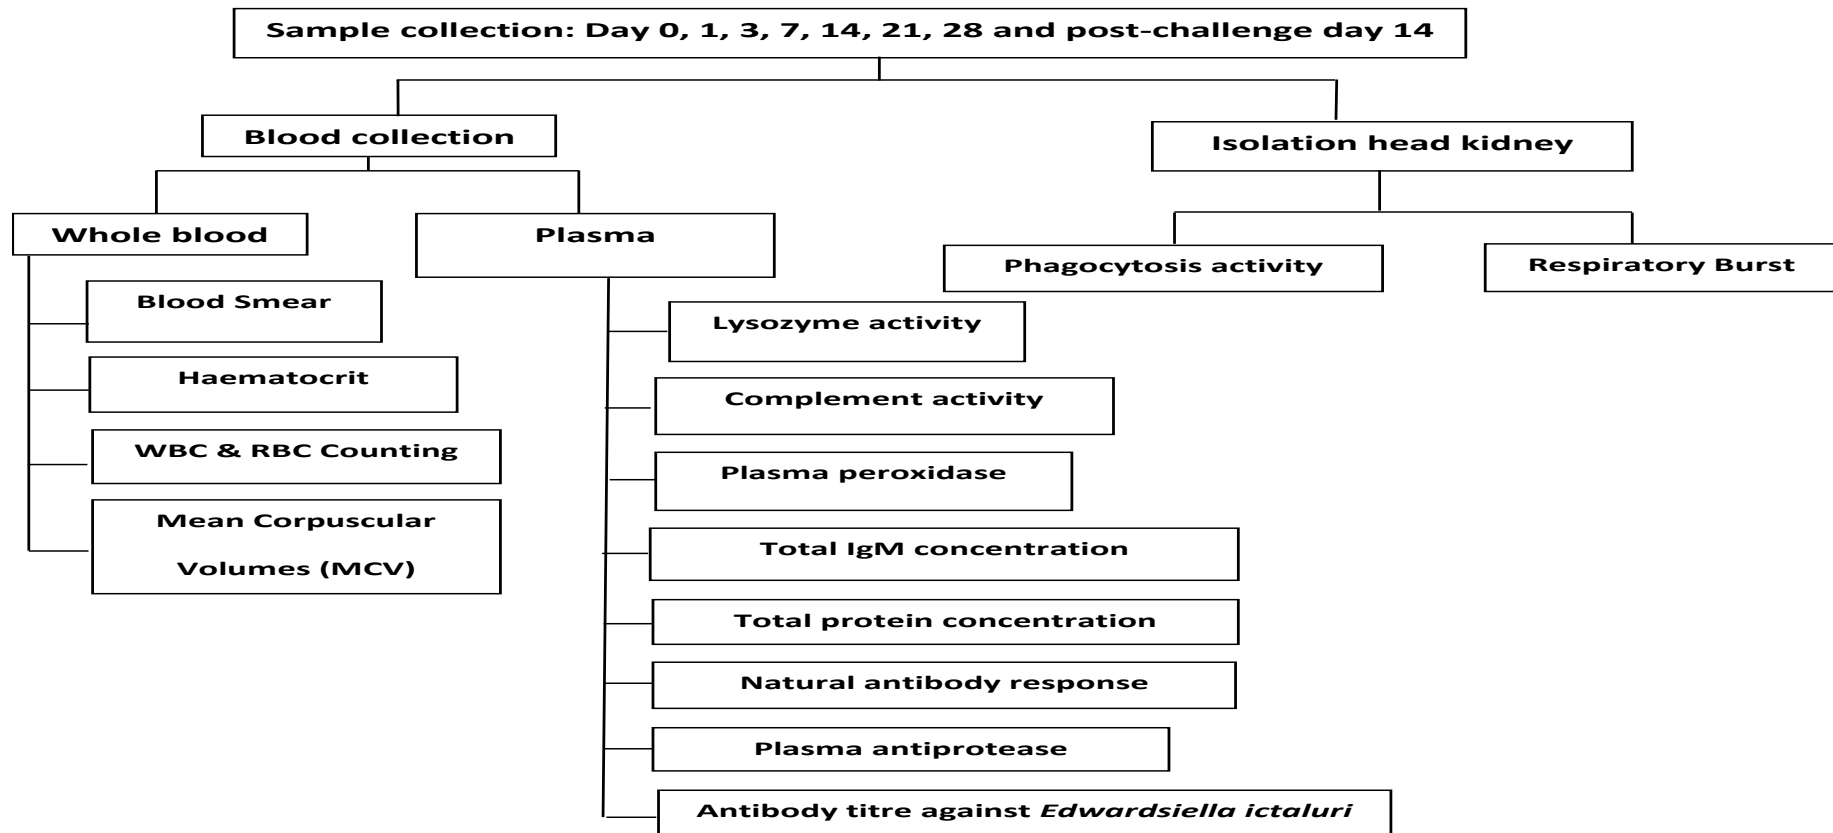 Sample collection: Day 0, 1, 3, 7, 14, 21, 28 and post-challenge day 14
Blood collection
Isolation head kidney
Whole blood
Plasma
Phagocytosis activity
Respiratory Burst
Blood Smear
Haematocrit
WBC & RBC Counting
Mean Corpuscular
Volumes (MCV)
Lysozyme activity
Complement activity
Plasma peroxidase
Total IgM concentration
Total protein concentration
Natural antibody response
Plasma antiprotease
Antibody titre against Edwardsiella ictaluri